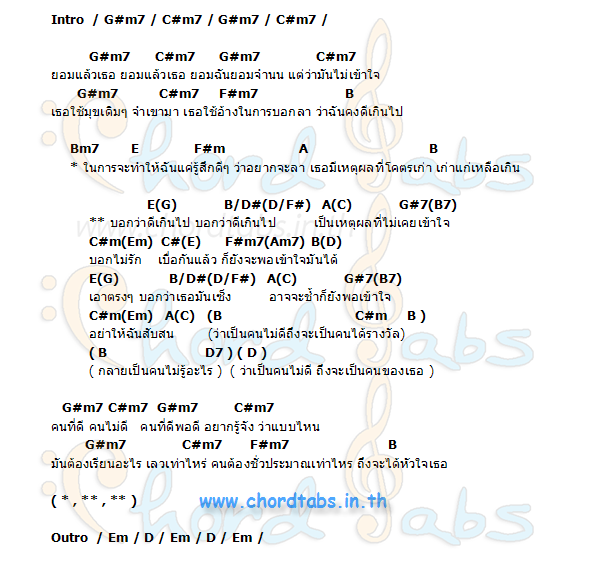 Intro / G#m7 / C#m7 / G#m7 / C#m7 /
G#m7 C#m7 G#m7 C#m7
ยอมแล้วเธอ ยอมแล้วเธอ ยอมฉันยอมจำนน แต่ว่ามันไม่เข้าใจ
G#m7 C#m7 F#m7 B
เธอใช้มุขเดิมๆ จำเขามา เธอใช้อ้างในการบอกลา ว่าฉันคงดีเกินไป
Bm7 E F#m A B
* ในการจะทำให้ฉันแค่รู้สึกดีๆ ว่าอยากจะลา เธอมีเหตุผลที่โคตรเก่า เก่าแก่เหลือเกิน
E(G) B/D#(D/F#) A(C) G#7(B7)
** บอกว่าดีเกินไป บอกว่าดีเกินไป เป็นเหตุผลที่ไม่เคยเข้าใจ
C#m(Em) C#(E) F#m7(Am7) B(D)
บอกไม่รัก เบื่อกันแล้ว ก็ยังจะพอเข้าใจมันได้
E(G) B/D#(D/F#) A(C) G#7(B7)
เอาตรงๆ บอกว่าเธอมันเซ็ง อาจจะช้ำก็ยังพอเข้าใจ
C#m(Em) A(C) (B C#m B )
อย่าให้ฉันสับสน (ว่าเป็นคนไม่ดีถึงจะเป็นคนได้รางวัล)
( B D7 ) ( D )
( กลายเป็นคนไม่รู้อะไร ) ( ว่าเป็นคนไม่ดี ถึงจะเป็นคนของเธอ )
G#m7 C#m7 G#m7 C#m7
คนที่ดี คนไม่ดี คนที่ดีพอดี อยากรู้จัง ว่าแบบไหน
G#m7 C#m7 F#m7 B
มันต้องเรียนอะไร เลวเท่าไหร่ คนต้องชั่วประมาณเท่าไหร ถึงจะได้หัวใจเธอ
( * , ** , ** )
www.chordtabs.in.th
Outro / Em / D / Em / D / Em /